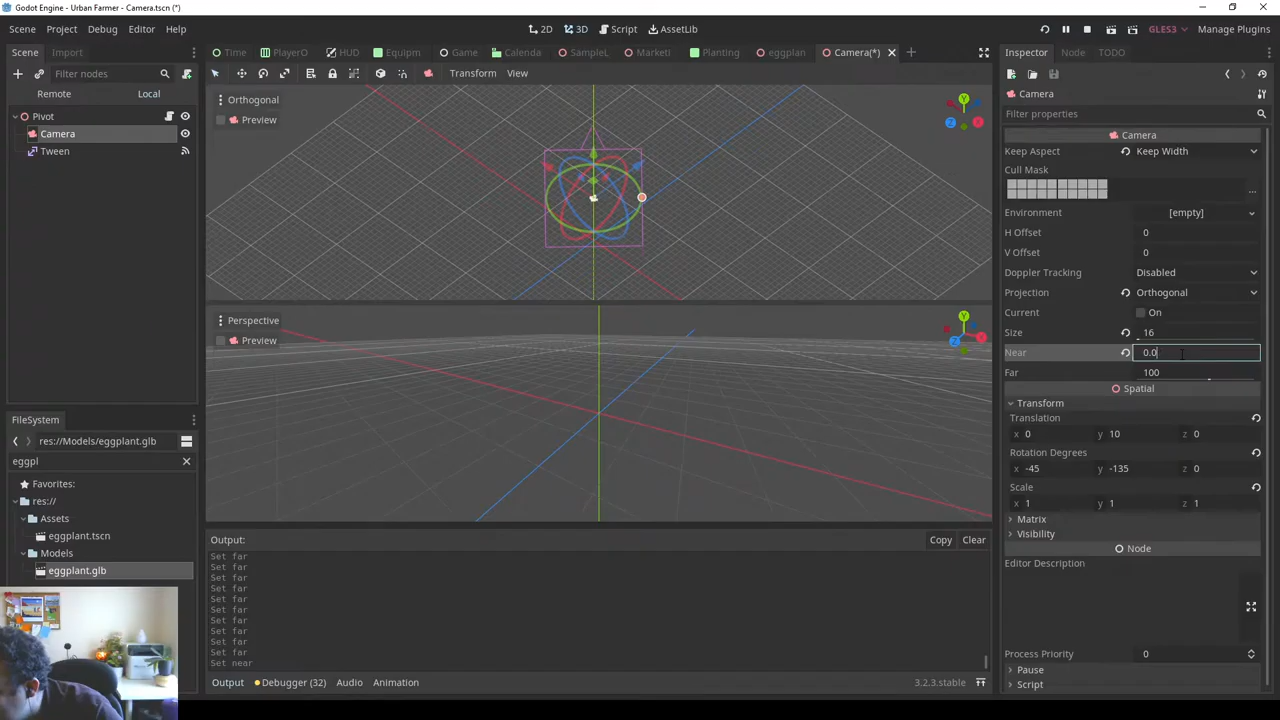 Godot Engine - Urban Farmer - Camera.tscn (*)
Scene Project Debug Editor Help
2D 3D Script AssetLib
GLES3 Manage Plugins
Scene Import
Time PlayerO HUD Equipm Game Calenda SampleL Marketi Planting eggplan Camera(*)
Inspector Node TODO
Filter nodes
Transform View
Remote Local
Camera
Orthogonal
Preview
Filter properties
Pivot
Camera
Tween
Camera
Keep Aspect Keep Width
Cull Mask
...
Environment [empty]
H Offset 0
V Offset 0
Doppler Tracking Disabled
Projection Orthogonal
Current On
Size 16
Near 0.0
Far 100
Perspective
Preview
Spatial
Transform
Translation
x 0 y 10 z 0
Rotation Degrees
x -45 y -135 z 0
Scale
x 1 y 1 z 1
Matrix
Visibility
Node
Editor Description
Process Priority 0
Pause
Script
FileSystem
res://Models/eggplant.glb
eggpl
Favorites:
res://
Assets
eggplant.tscn
Models
eggplant.glb
Output: Copy Clear
Set far
Set far
Set far
Set far
Set far
Set far
Set far
Set far
Set far
Set far
Set near
Output Debugger (32) Audio Animation 3.2.3.stable
X Y Z
X Y Z